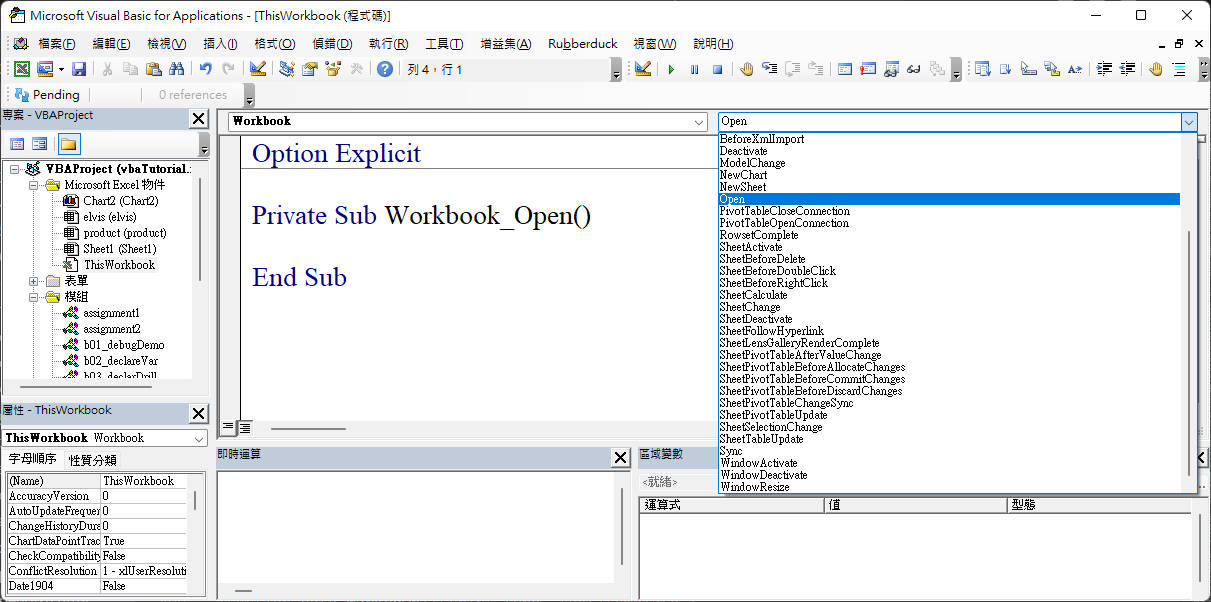 Microsoft Visual Basic for Applications - [ThisWorkbook (程式碼)]
檔案(F) 編輯(E) 檢視(V) 插入(I) 格式(O) 偵錯(D) 執行(R) 工具(T) 增益集(A) Rubberduck 視窗(W) 說明(H)
列 4，行 1
Pending 0 references
專案 - VBAProject
VBAProject (vbaTutorial.
Microsoft Excel 物件
Chart2 (Chart2)
elvis (elvis)
product (product)
Sheet1 (Sheet1)
ThisWorkbook
表單
模組
assignment1
assignment2
b01_debugDemo
b02_declareVar
b03_declarDrill
屬性 - ThisWorkbook
ThisWorkbook Workbook
字母順序 性質分類
(Name) ThisWorkbook
AccuracyVersion 0
AutoUpdateFrequen 0
ChangeHistoryDura 0
ChartDataPointTrac True
CheckCompatibility False
ConflictResolution 1 - xlUserResoluti
Date1904 False
Workbook
Option Explicit
Private Sub Workbook_Open()
End Sub
Open
BeforeXmlImport
Deactivate
ModelChange
NewChart
NewSheet
Open
PivotTableCloseConnection
PivotTableOpenConnection
RowsetComplete
SheetActivate
SheetBeforeDelete
SheetBeforeDoubleClick
SheetBeforeRightClick
SheetCalculate
SheetChange
SheetDeactivate
SheetFollowHyperlink
SheetLensGalleryRenderComplete
SheetPivotTableAfterValueChange
SheetPivotTableBeforeAllocateChanges
SheetPivotTableBeforeCommitChanges
SheetPivotTableBeforeDiscardChanges
SheetPivotTableChangeSync
SheetPivotTableUpdate
SheetSelectionChange
SheetTableUpdate
Sync
WindowActivate
WindowDeactivate
WindowResize
即時運算
區域變數
<就緒>
運算式 值 型態